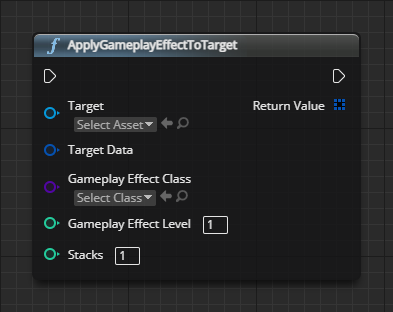 ApplyGameplayEffectToTarget
Target
Select Asset
Return Value
Target Data
Gameplay Effect Class
Select Class
Gameplay Effect Level 1
Stacks 1